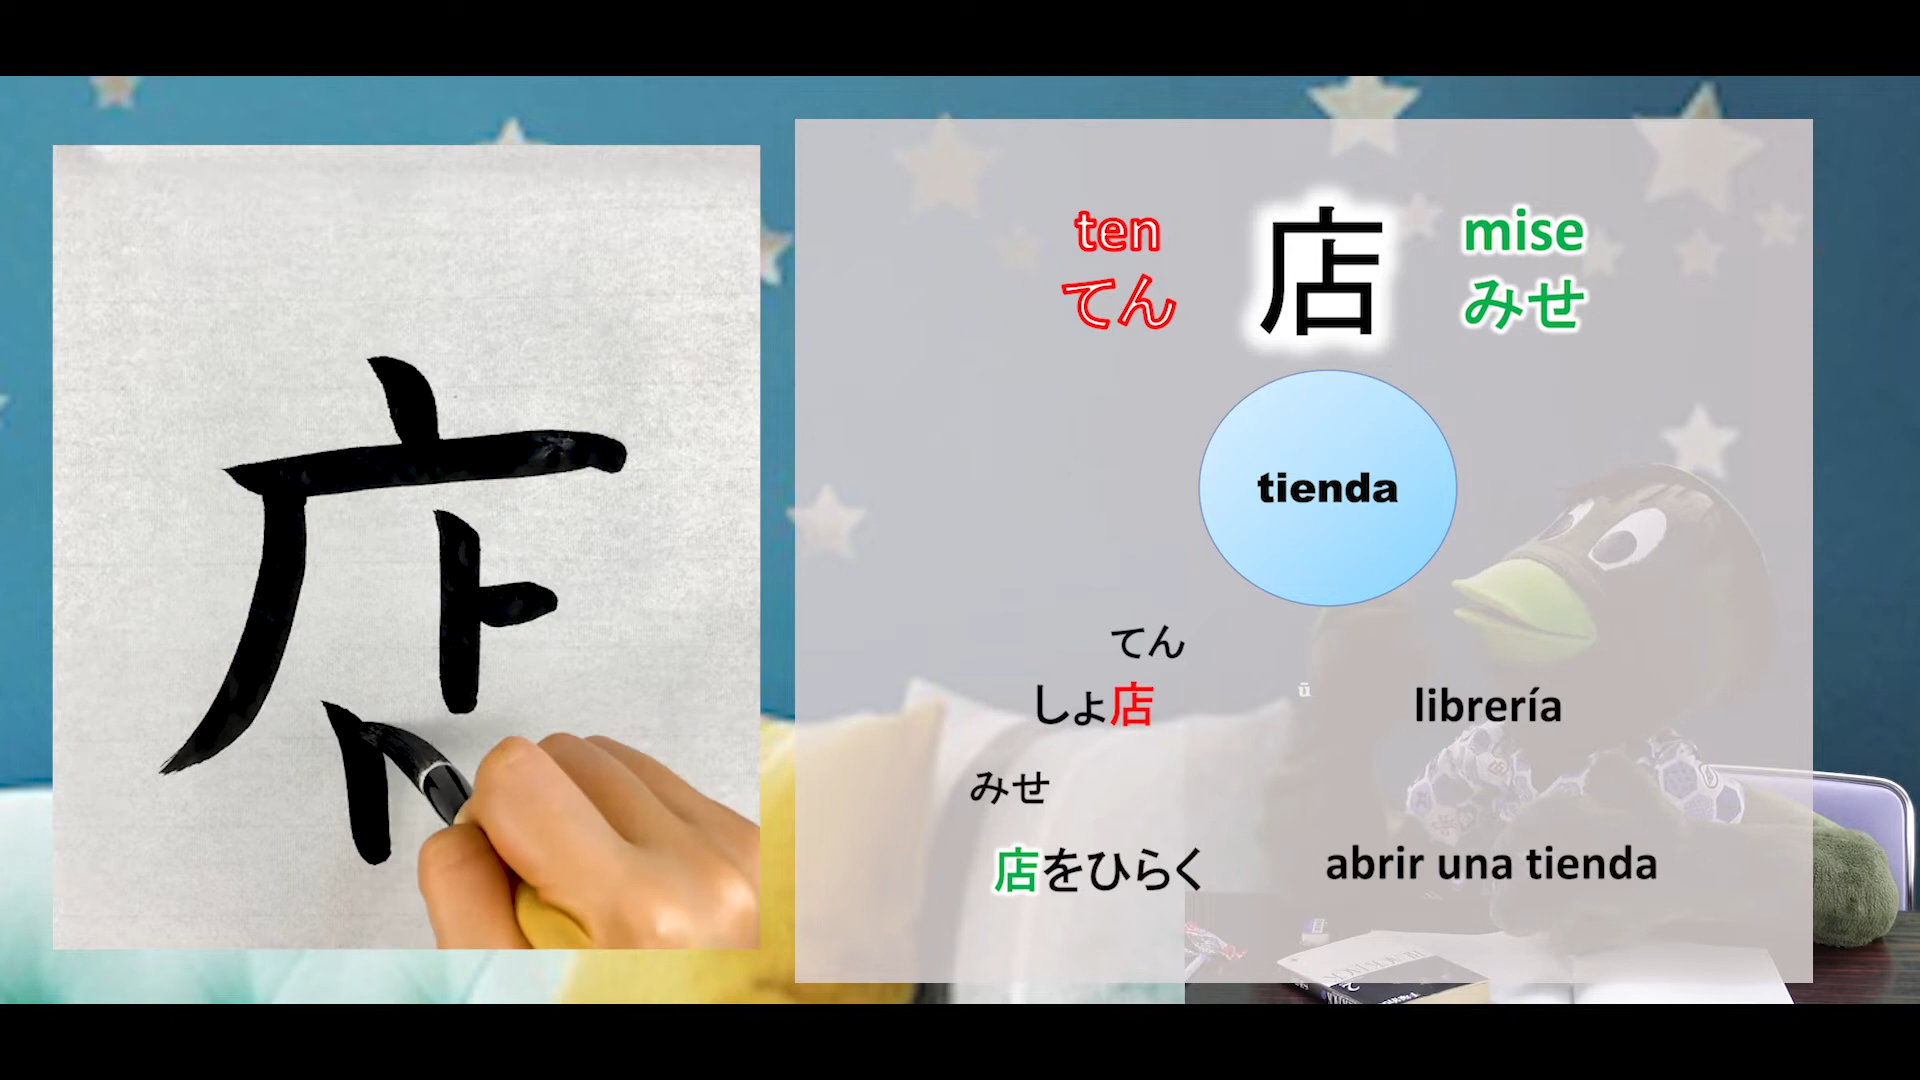 ten
てん
店
mise
みせ
tienda
てん
しょ店
ū
librería
みせ
店をひらく
abrir una tienda